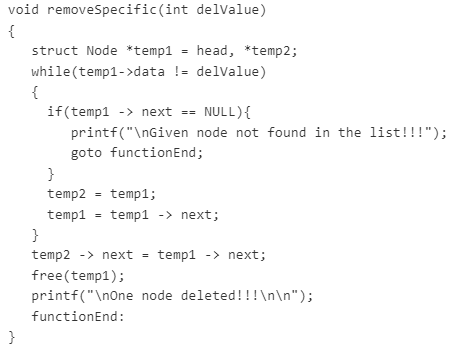 void removeSpecific(int delValue)
{
   struct Node *temp1 = head, *temp2;
   while(temp1->data != delValue)
   {
     if(temp1 -> next == NULL){
        printf("\nGiven node not found in the list!!!");
        goto functionEnd;
     }
     temp2 = temp1;
     temp1 = temp1 -> next;
   }
   temp2 -> next = temp1 -> next;
   free(temp1);
   printf("\nOne node deleted!!!\n\n");
   functionEnd:
}